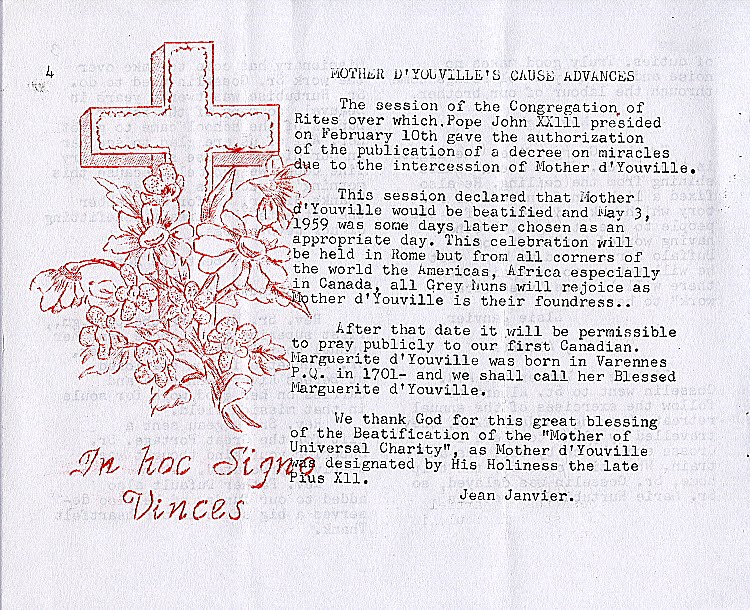 4
MOTHER D'YOUVILLE'S CAUSE ADVANCES
The session of the Congregation of
Rites over which.Pope John XX111 presided
on February 10th gave the authorization
of the publication of a decree on miracles
due to the intercession of Mother d'Youville.
This session declared that Mother
d'Youville would be beatified and May 3,
1959 was some days later chosen as an
appropriate day. This celebration will
be held in Rome but from all corners of
the world the Americas, Africa especially
in Canada, all Grey Nuns will rejoice as
Mother d'Youville is their foundress..
After that date it will be permissible
to pray publicly to our first Canadian.
Marguerite d'Youville was born in Varennes
P.Q. in 1701- and we shall call her Blessed
Marguerite d'Youville.
We thank God for this great blessing
of the Beatification of the "Mother of
Universal Charity", as Mother d'Youville
was designated by His Holiness the late
Pius X11.
Jean Janvier.
In hoc Signo
Vinces